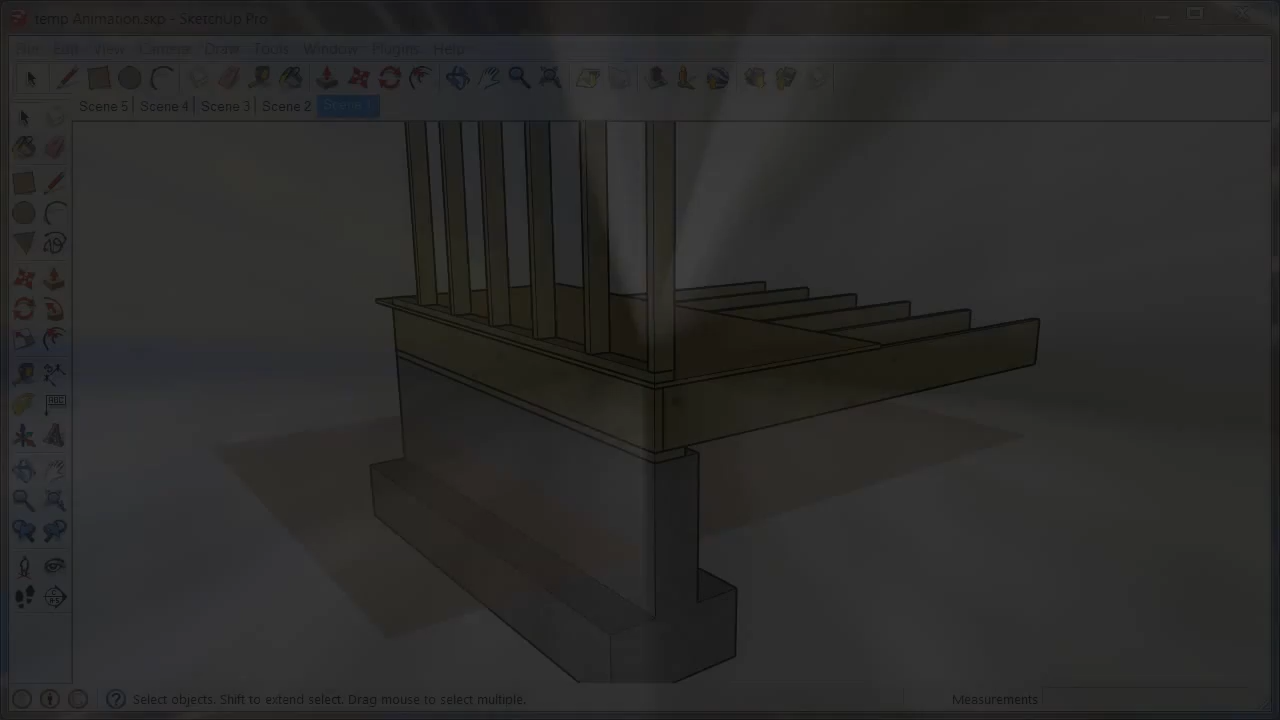 temp Animation.skp - SketchUp Pro
File Edit View Camera Draw Tools Window Plugins Help
Scene 5 Scene 4 Scene 3 Scene 2 Scene 1
ABC
Select objects. Shift to extend select. Drag mouse to select multiple.
Measurements